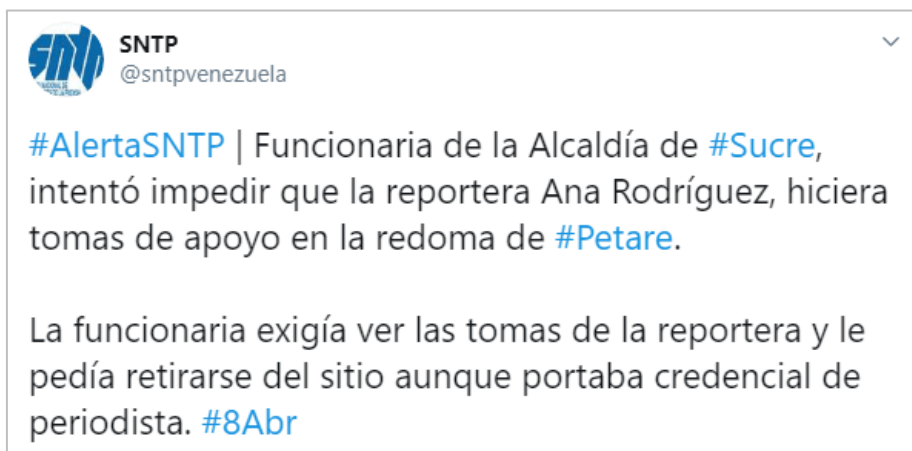 SNTP
@sntpvenezuela
#AlertaSNTP | Funcionaria de la Alcaldía de #Sucre,
intentó impedir que la reportera Ana Rodríguez, hiciera
tomas de apoyo en la redoma de #Petare.
La funcionaria exigía ver las tomas de la reportera y le
pedía retirarse del sitio aunque portaba credencial de
periodista. #8Abr